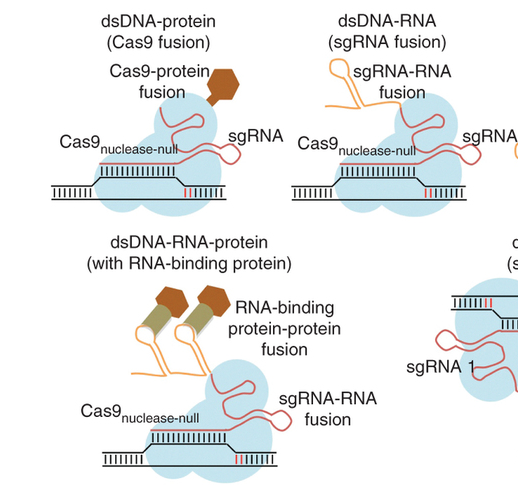 dsDNA-protein
(Cas9 fusion)
Cas9-protein
fusion
Cas9nuclease-null
sgRNA
dsDNA-RNA
(sgRNA fusion)
sgRNA-RNA
fusion
Cas9nuclease-null
sgRNA
dsDNA-RNA-protein
(with RNA-binding protein)
RNA-binding
protein-protein
fusion
Cas9nuclease-null
sgRNA-RNA
fusion
sgRNA 1